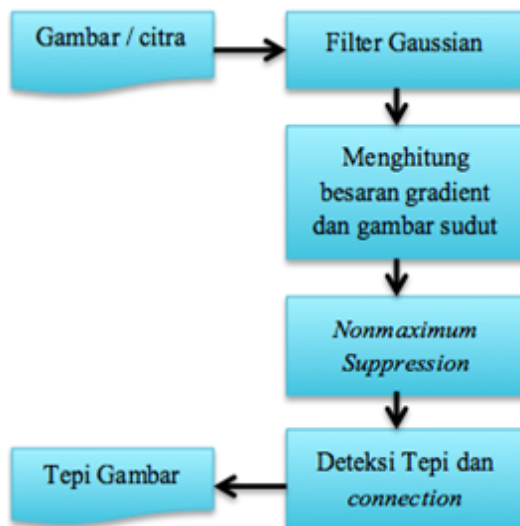 Gambar / citra
Filter Gaussian
Menghitung
besaran gradient
dan gambar sudut
Nonmaximum
Suppression
Deteksi Tepi dan
connection
Tepi Gambar